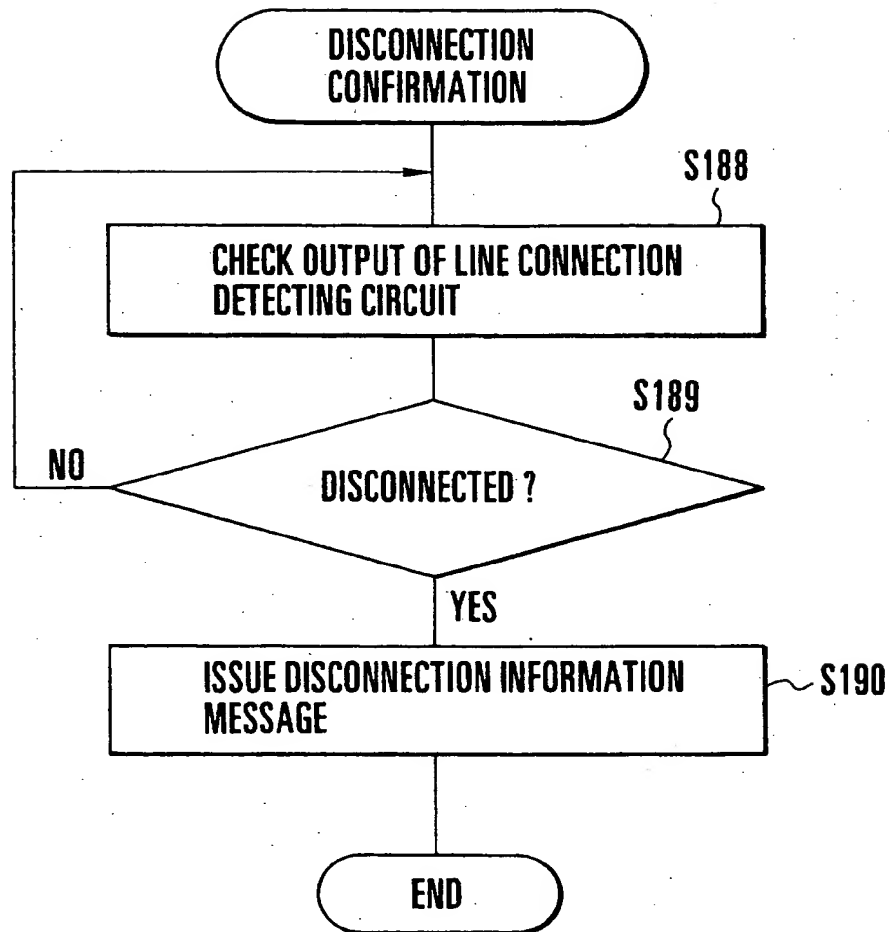 DISCONNECTION
CONFIRMATION
S188
CHECK OUTPUT OF LINE CONNECTION
DETECTING CIRCUIT
S189
NO
DISCONNECTED ?
YES
ISSUE DISCONNECTION INFORMATION
MESSAGE
S190
END